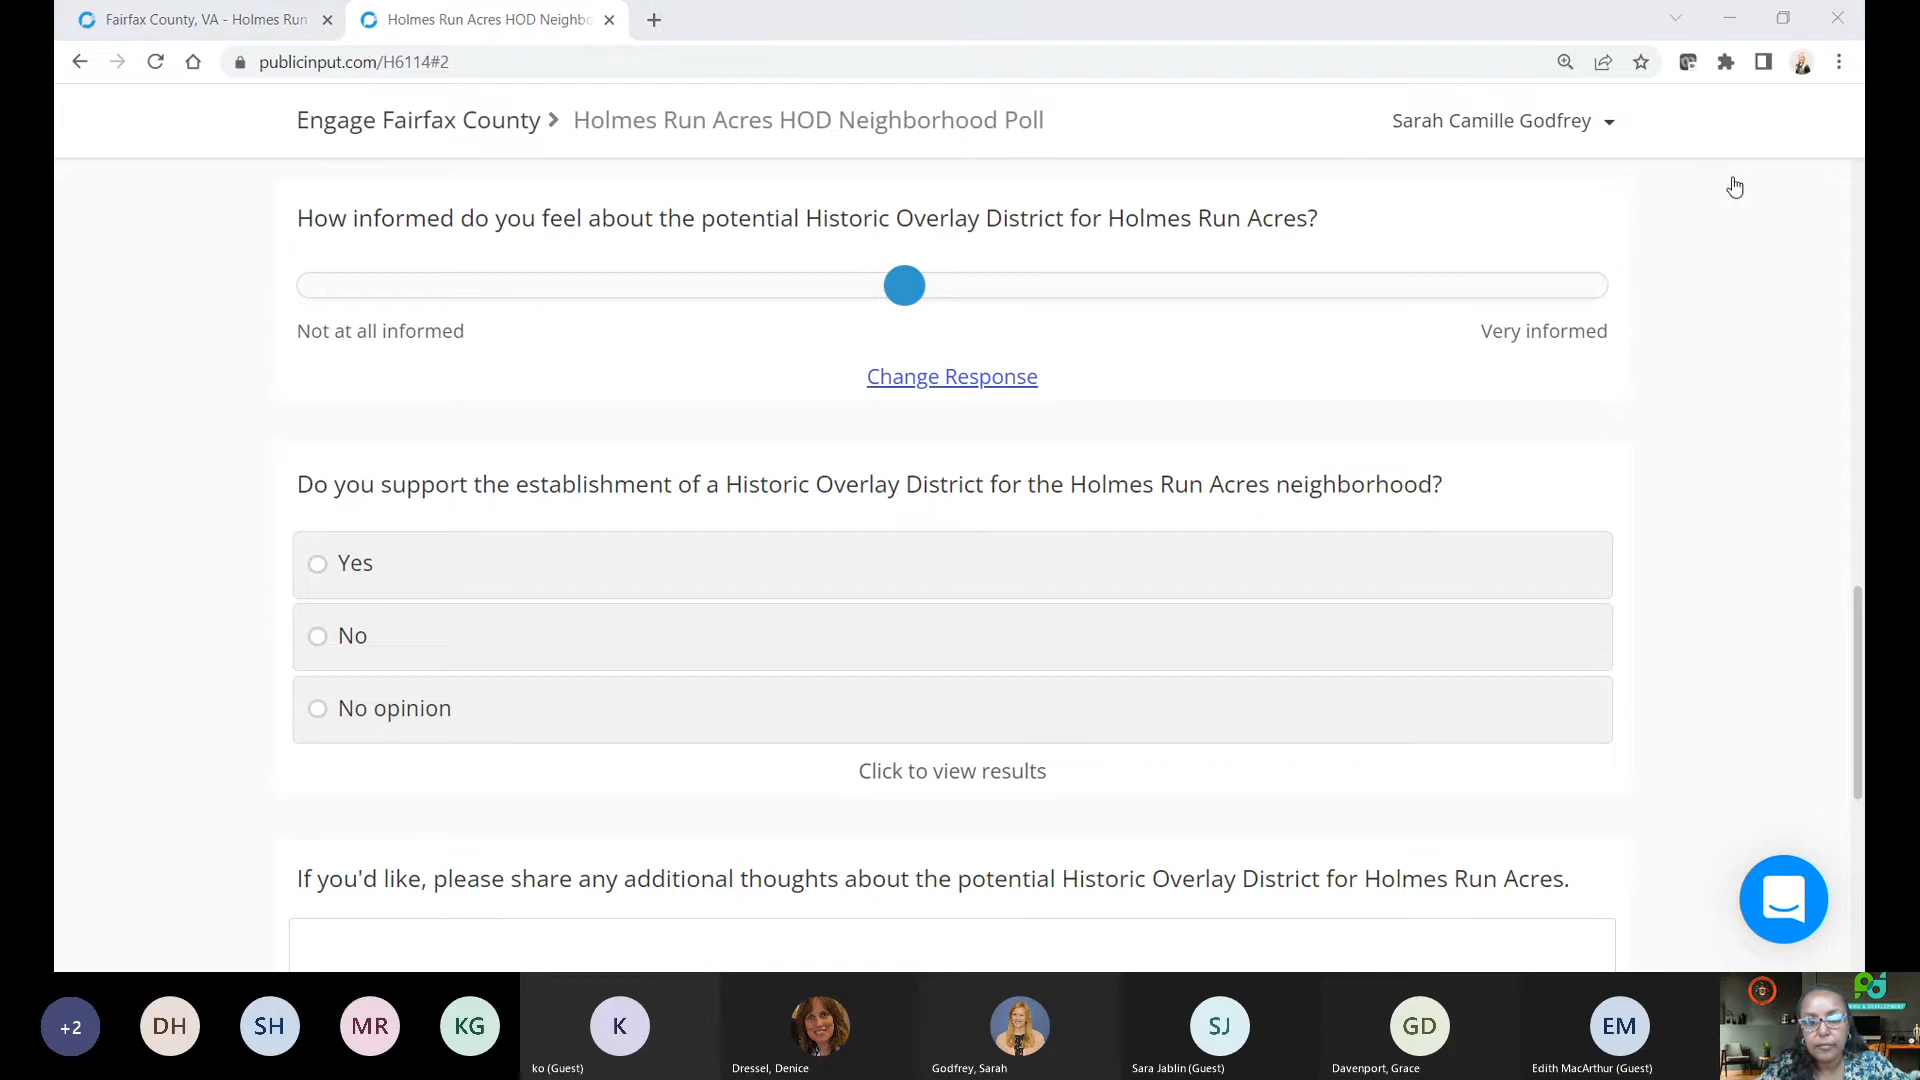 Fairfax County, VA - Holmes Run
Holmes Run Acres HOD Neighbo
publicinput.com/H6114#2
Engage Fairfax County
Holmes Run Acres HOD Neighborhood Poll
Sarah Camille Godfrey
How informed do you feel about the potential Historic Overlay District for Holmes Run Acres?
Not at all informed
Very informed
Change Response
Do you support the establishment of a Historic Overlay District for the Holmes Run Acres neighborhood?
Yes
No
No opinion
Click to view results
If you'd like, please share any additional thoughts about the potential Historic Overlay District for Holmes Run Acres.
+2
DH
SH
MR
KG
K
SJ
GD
EM
ko (Guest)
Dressel, Denice
Godfrey, Sarah
Sara Jablin (Guest)
Davenport, Grace
Edith MacArthur (Guest)